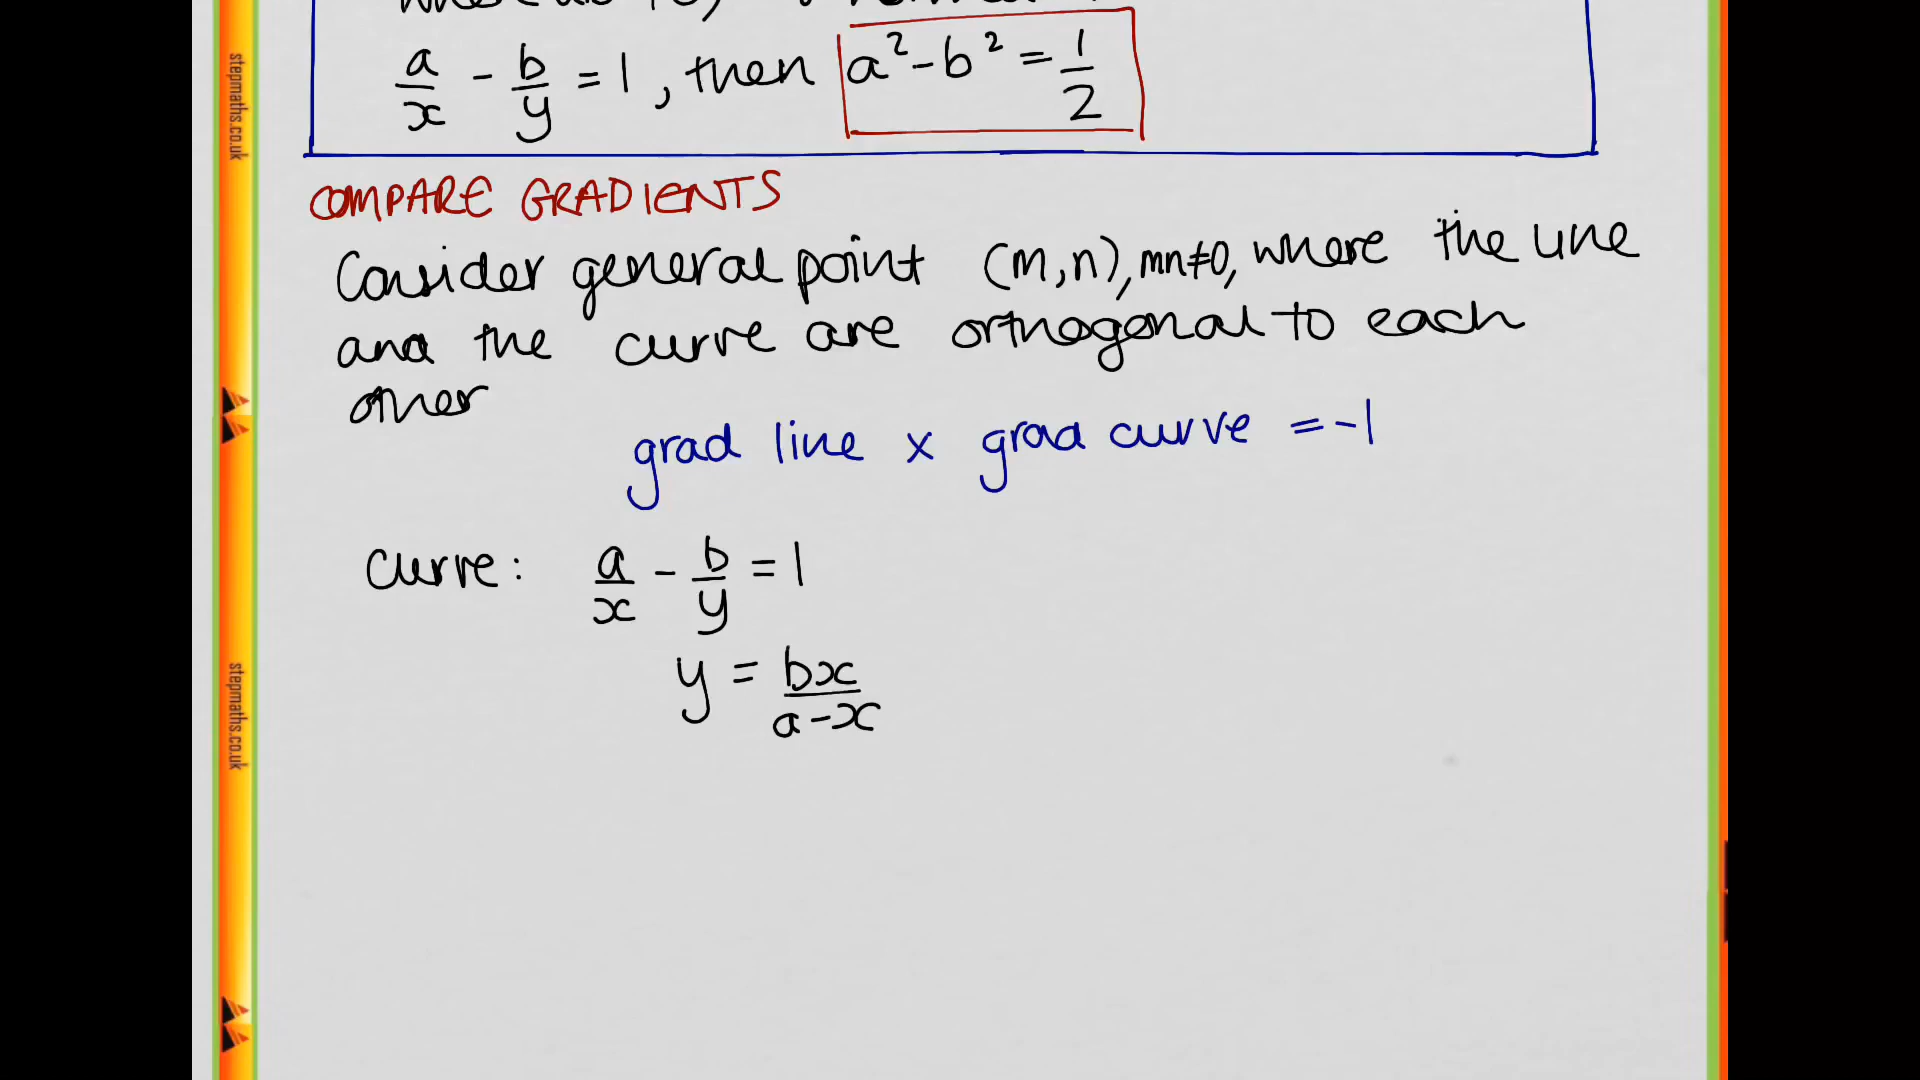 a/x - b/y = 1, then a² - b² = 1/2
COMPARE GRADIENTS
Consider general point (m,n), mn≠0, where the line
and the curve are orthogonal to each
other
grad line x grad curve = -1
Curve: a/x - b/y = 1
y = bx/a-x
stepmaths.co.uk
stepmaths.co.uk